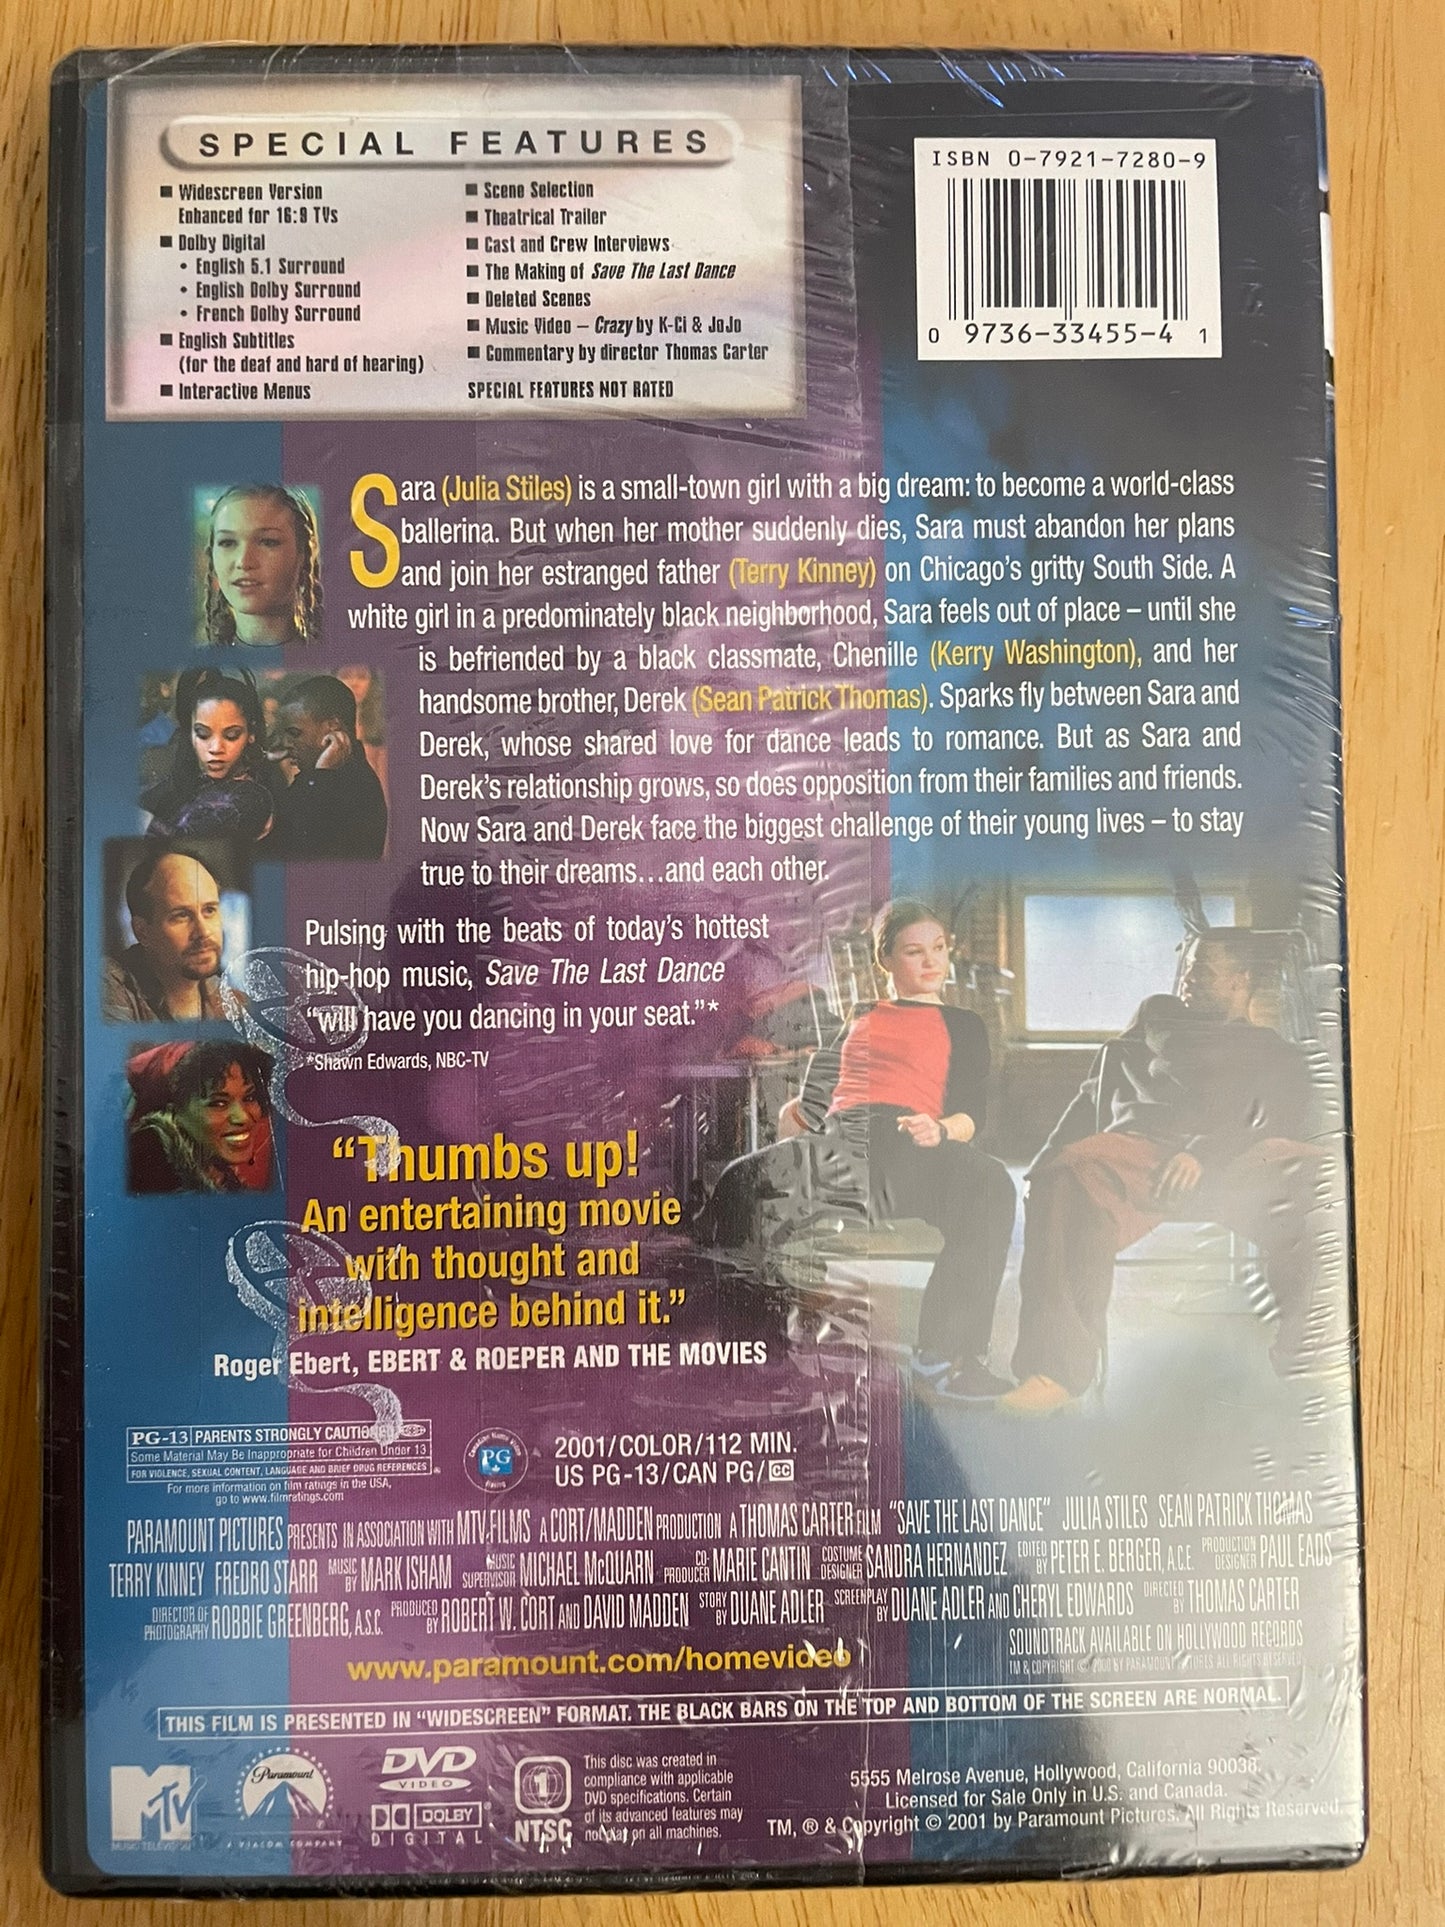 SPECIAL FEATURES
■ Widescreen Version
Enhanced for 16:9 TVs
■ Dolby Digital
• English 5.1 Surround
• English Dolby Surround
• French Dolby Surround
■ English Subtitles
(for the deaf and hard of hearing)
■ Interactive Menus
■ Scene Selection
■ Theatrical Trailer
■ Cast and Crew Interviews
■ The Making of Save The Last Dance
■ Deleted Scenes
■ Music Video – Crazy by K-Ci & JoJo
■ Commentary by director Thomas Carter
SPECIAL FEATURES NOT RATED
ISBN 0-7921-7280-9
0 9736-33455-4 1
Sara (Julia Stiles) is a small-town girl with a big dream: to become a world-class
ballerina. But when her mother suddenly dies, Sara must abandon her plans
and join her estranged father (Terry Kinney) on Chicago's gritty South Side. A
white girl in a predominately black neighborhood, Sara feels out of place – until she
is befriended by a black classmate, Chenille (Kerry Washington), and her
handsome brother, Derek (Sean Patrick Thomas). Sparks fly between Sara and
Derek, whose shared love for dance leads to romance. But as Sara and
Derek's relationship grows, so does opposition from their families and friends.
Now Sara and Derek face the biggest challenge of their young lives – to stay
true to their dreams...and each other.
Pulsing with the beats of today's hottest
hip-hop music, Save The Last Dance
"will have you dancing in your seat."*
*Shawn Edwards, NBC-TV
"Thumbs up!
An entertaining movie
with thought and
intelligence behind it."
Roger Ebert, EBERT & ROEPER AND THE MOVIES
PG-13 PARENTS STRONGLY CAUTIONED
Some Material May Be Inappropriate for Children Under 13
FOR VIOLENCE, SEXUAL CONTENT, LANGUAGE AND BRIEF DRUG REFERENCES
For more information on film ratings in the USA,
go to www.filmratings.com
Canadian Home Video
PG
Rating
2001/COLOR/112 MIN.
US PG-13/CAN PG/CC
PARAMOUNT PICTURES PRESENTS IN ASSOCIATION WITH MTV FILMS A CORT/MADDEN PRODUCTION A THOMAS CARTER FILM "SAVE THE LAST DANCE" JULIA STILES SEAN PATRICK THOMAS
TERRY KINNEY FREDRO STARR MUSIC BY MARK ISHAM MUSIC SUPERVISOR MICHAEL McQUARN CO-PRODUCER MARIE CANTIN COSTUME DESIGNER SANDRA HERNANDEZ EDITED BY PETER E. BERGER, A.C.E. PRODUCTION DESIGNER PAUL EADS
DIRECTOR OF PHOTOGRAPHY ROBBIE GREENBERG, A.S.C. PRODUCED BY ROBERT W. CORT AND DAVID MADDEN STORY BY DUANE ADLER SCREENPLAY BY DUANE ADLER AND CHERYL EDWARDS DIRECTED BY THOMAS CARTER
SOUNDTRACK AVAILABLE ON HOLLYWOOD RECORDS
TM & COPYRIGHT © 2000 BY PARAMOUNT PICTURES. ALL RIGHTS RESERVED.
www.paramount.com/homevideo
THIS FILM IS PRESENTED IN "WIDESCREEN" FORMAT. THE BLACK BARS ON THE TOP AND BOTTOM OF THE SCREEN ARE NORMAL.
MTV
MUSIC TELEVISION
Paramount
A VIACOM COMPANY
DVD
VIDEO
DOLBY
DIGITAL
1
NTSC
This disc was created in
compliance with applicable
DVD specifications. Certain
of its advanced features may
not play on all machines.
5555 Melrose Avenue, Hollywood, California 90038.
Licensed for Sale Only in U.S. and Canada.
TM, ® & Copyright © 2001 by Paramount Pictures. All Rights Reserved.